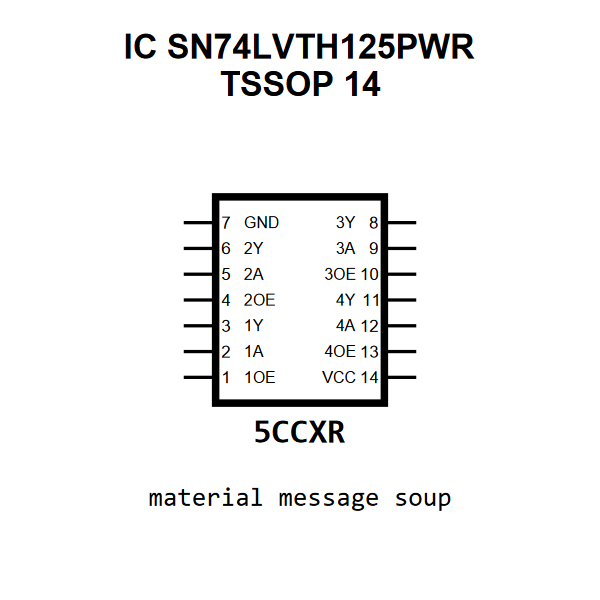 IC SN74LVTH125PWR
TSSOP 14
7 GND 3Y 8
6 2Y 3A 9
5 2A 3OE 10
4 2OE 4Y 11
3 1Y 4A 12
2 1A 4OE 13
1 1OE VCC 14
5CCXR
material message soup